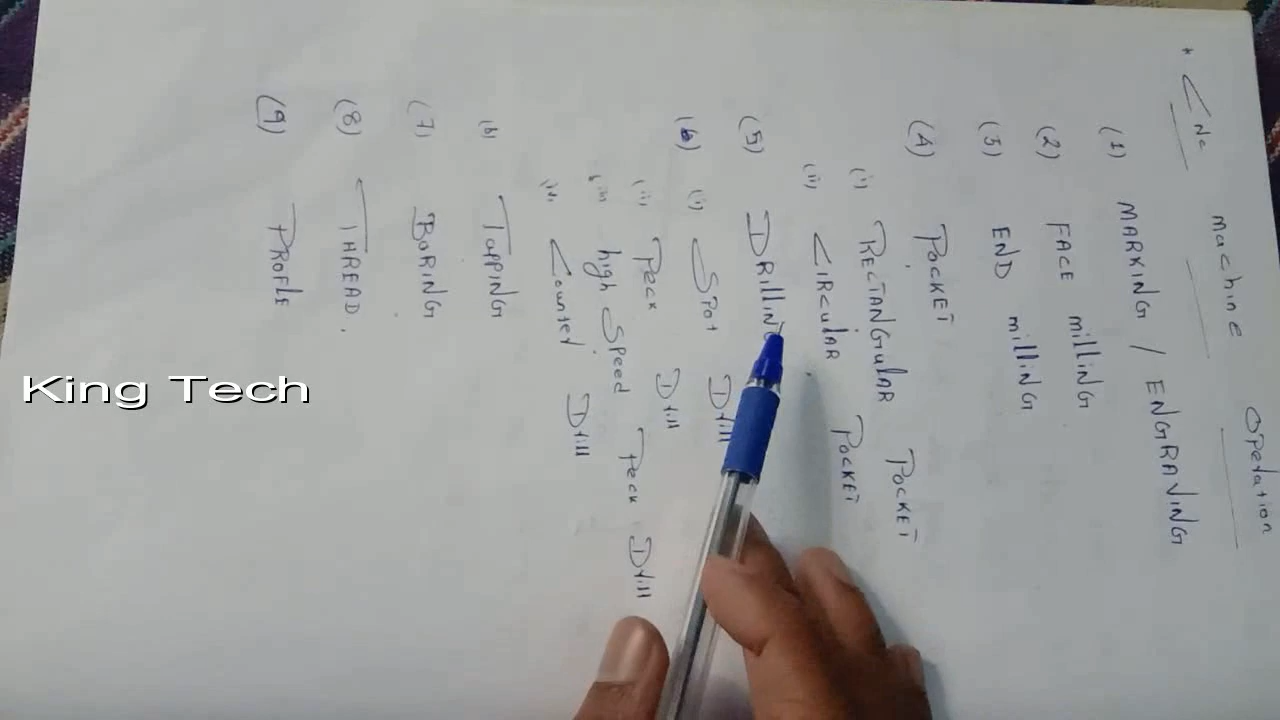 * CNC machine operation
(1) MARKING / ENGRAVING
(2) FACE milliNG
(3) END milliNG
(4) POCKET
(i) RECTANGulAR POCKET
(ii) CIRCulAR POCKET
(5) DRilliNG
(6) (i) SPOT Drill
(ii) PECK Drill
(iii) high Speed PECK Drill
(iv) Counter Drill
(6) TAPPING
(7) BORING
(8) THREAD.
(9) PROFLE
King Tech